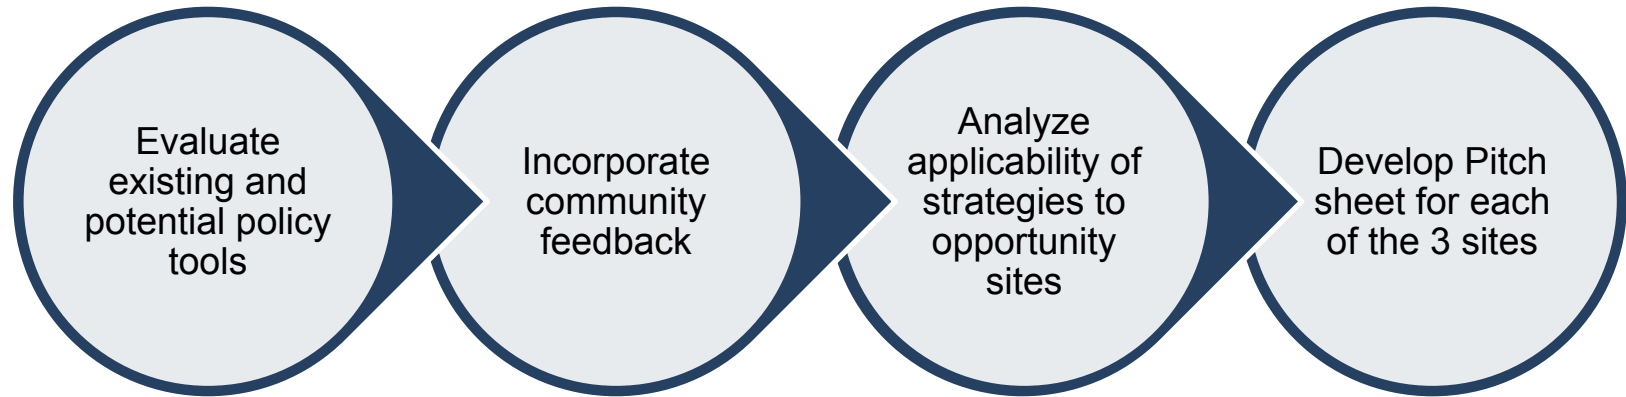 Evaluate
existing and
potential policy
tools
Incorporate
community
feedback
Analyze
applicability of
strategies to
opportunity
sites
Develop Pitch
sheet for each
of the 3 sites